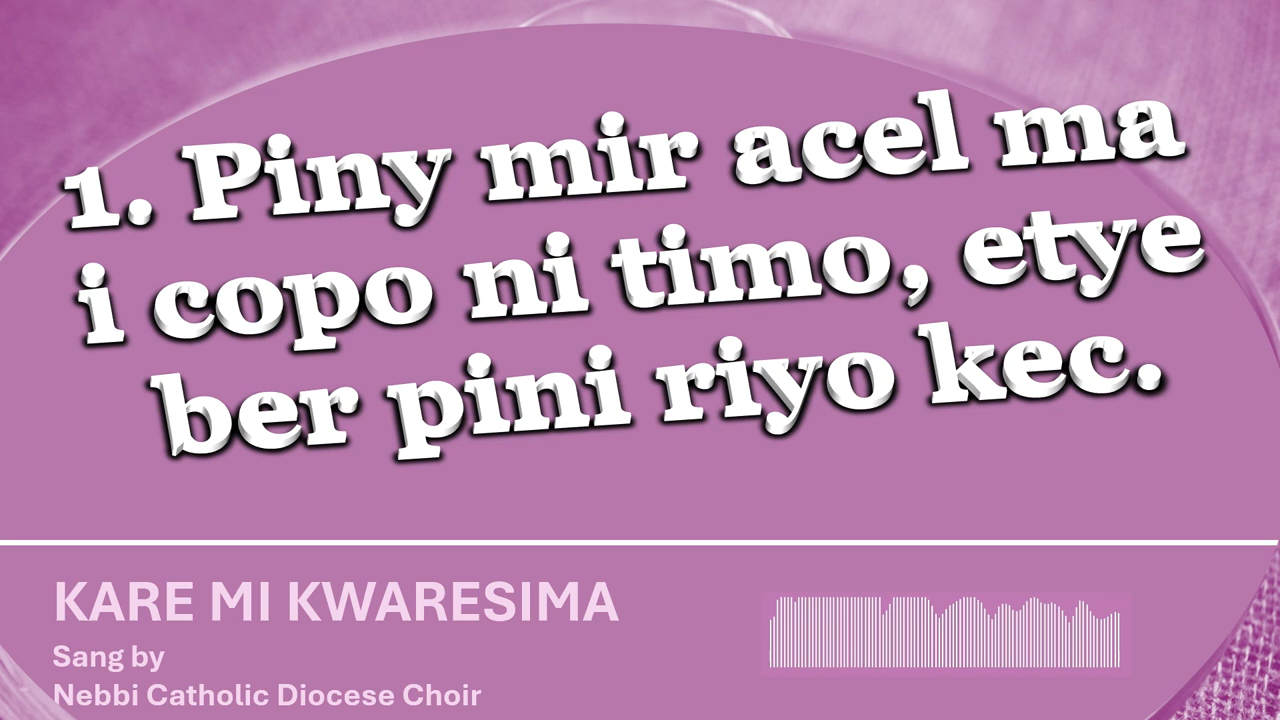 1. Piny mir acel ma
i copo ni timo, etye
ber pini riyo kec.
KARE MI KWARESIMA
Sang by
Nebbi Catholic Diocese Choir